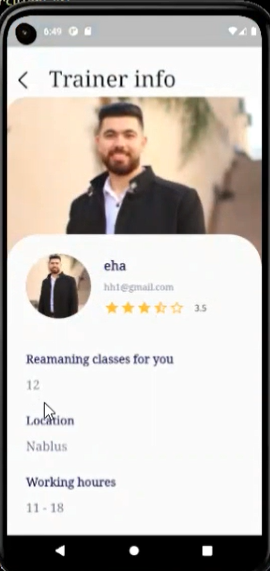 6:49
Trainer info
eha
hh1@gmail.com
3.5
Reamaning classes for you
12
Location
Nablus
Working houres
11 - 18